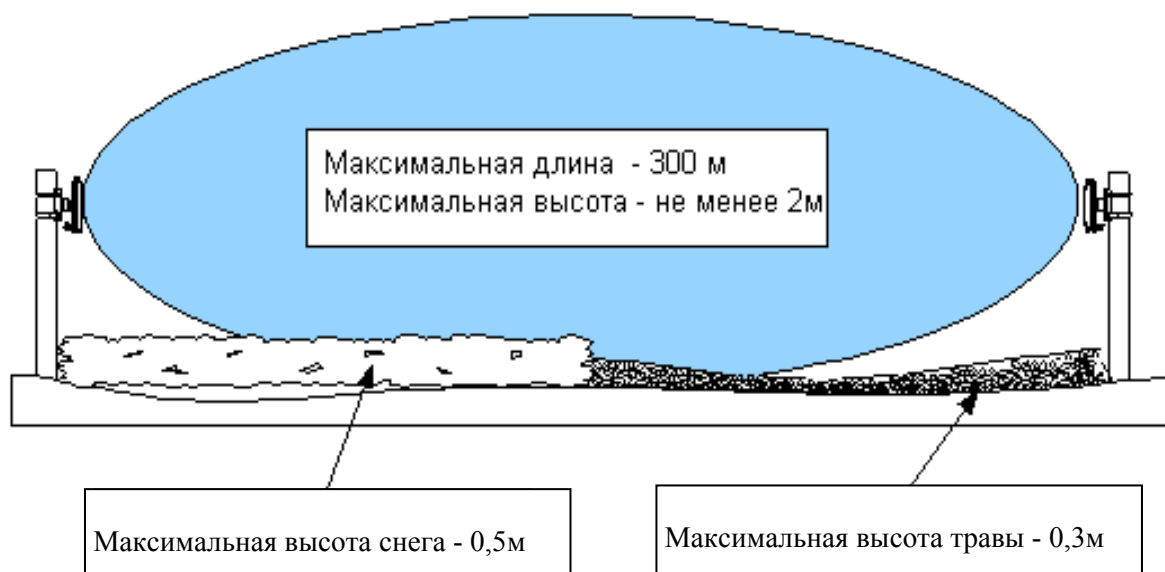 Максимальная длина - 300 м
Максимальная высота - не менее 2м
Максимальная высота снега - 0,5м
Максимальная высота травы - 0,3м